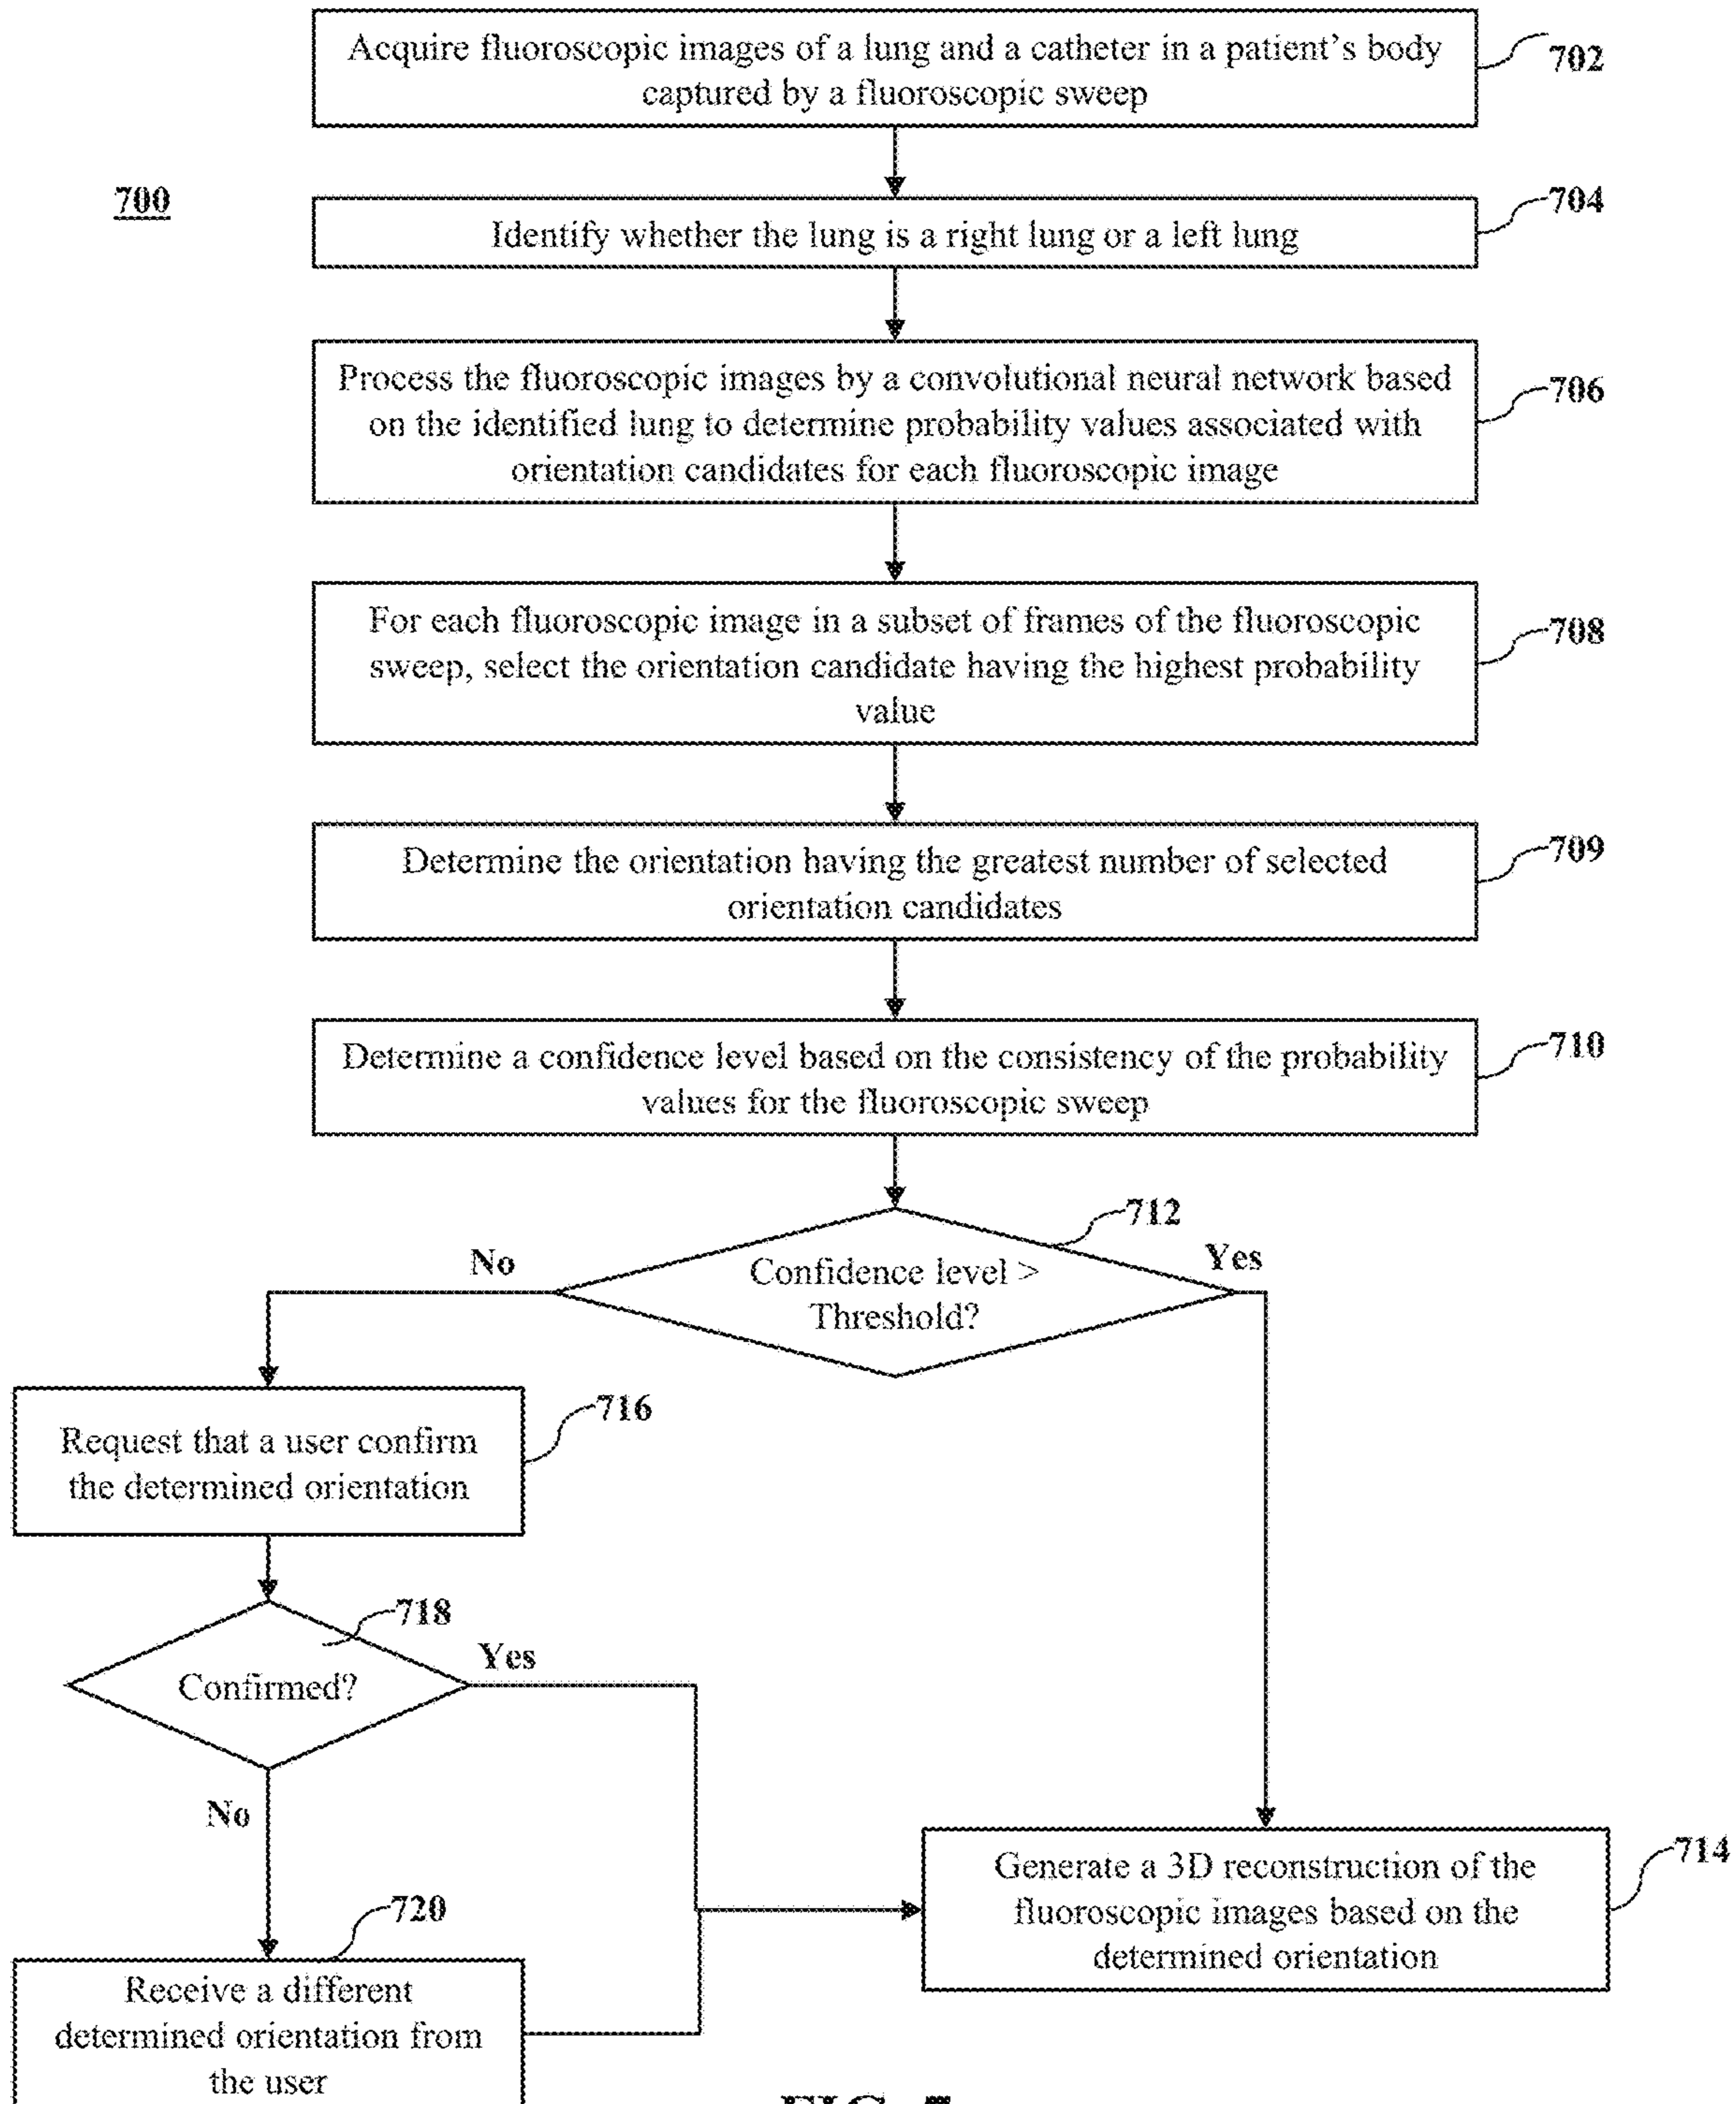 Acquire fluoroscopic images of a lung and a catheter in a patient's body
captured by a fluoroscopic sweep
702
700
Identify whether the lung is a right lung or a left lung
704
Process the fluoroscopic images by a convolutional neural network based
on the identified lung to determine probability values associated with
orientation candidates for each fluoroscopic image
706
For each fluoroscopic image in a subset of frames of the fluoroscopic
sweep, select the orientation candidate having the highest probability
value
708
Determine the orientation having the greatest number of selected
orientation candidates
709
Determine a confidence level based on the consistency of the probability
values for the fluoroscopic sweep
710
712
No
Yes
Confidence level >
Threshold?
716
Request that a user confirm
the determined orientation
718
Yes
Confirmed?
No
714
Generate a 3D reconstruction of the
fluoroscopic images based on the
determined orientation
720
Receive a different
determined orientation from
the user